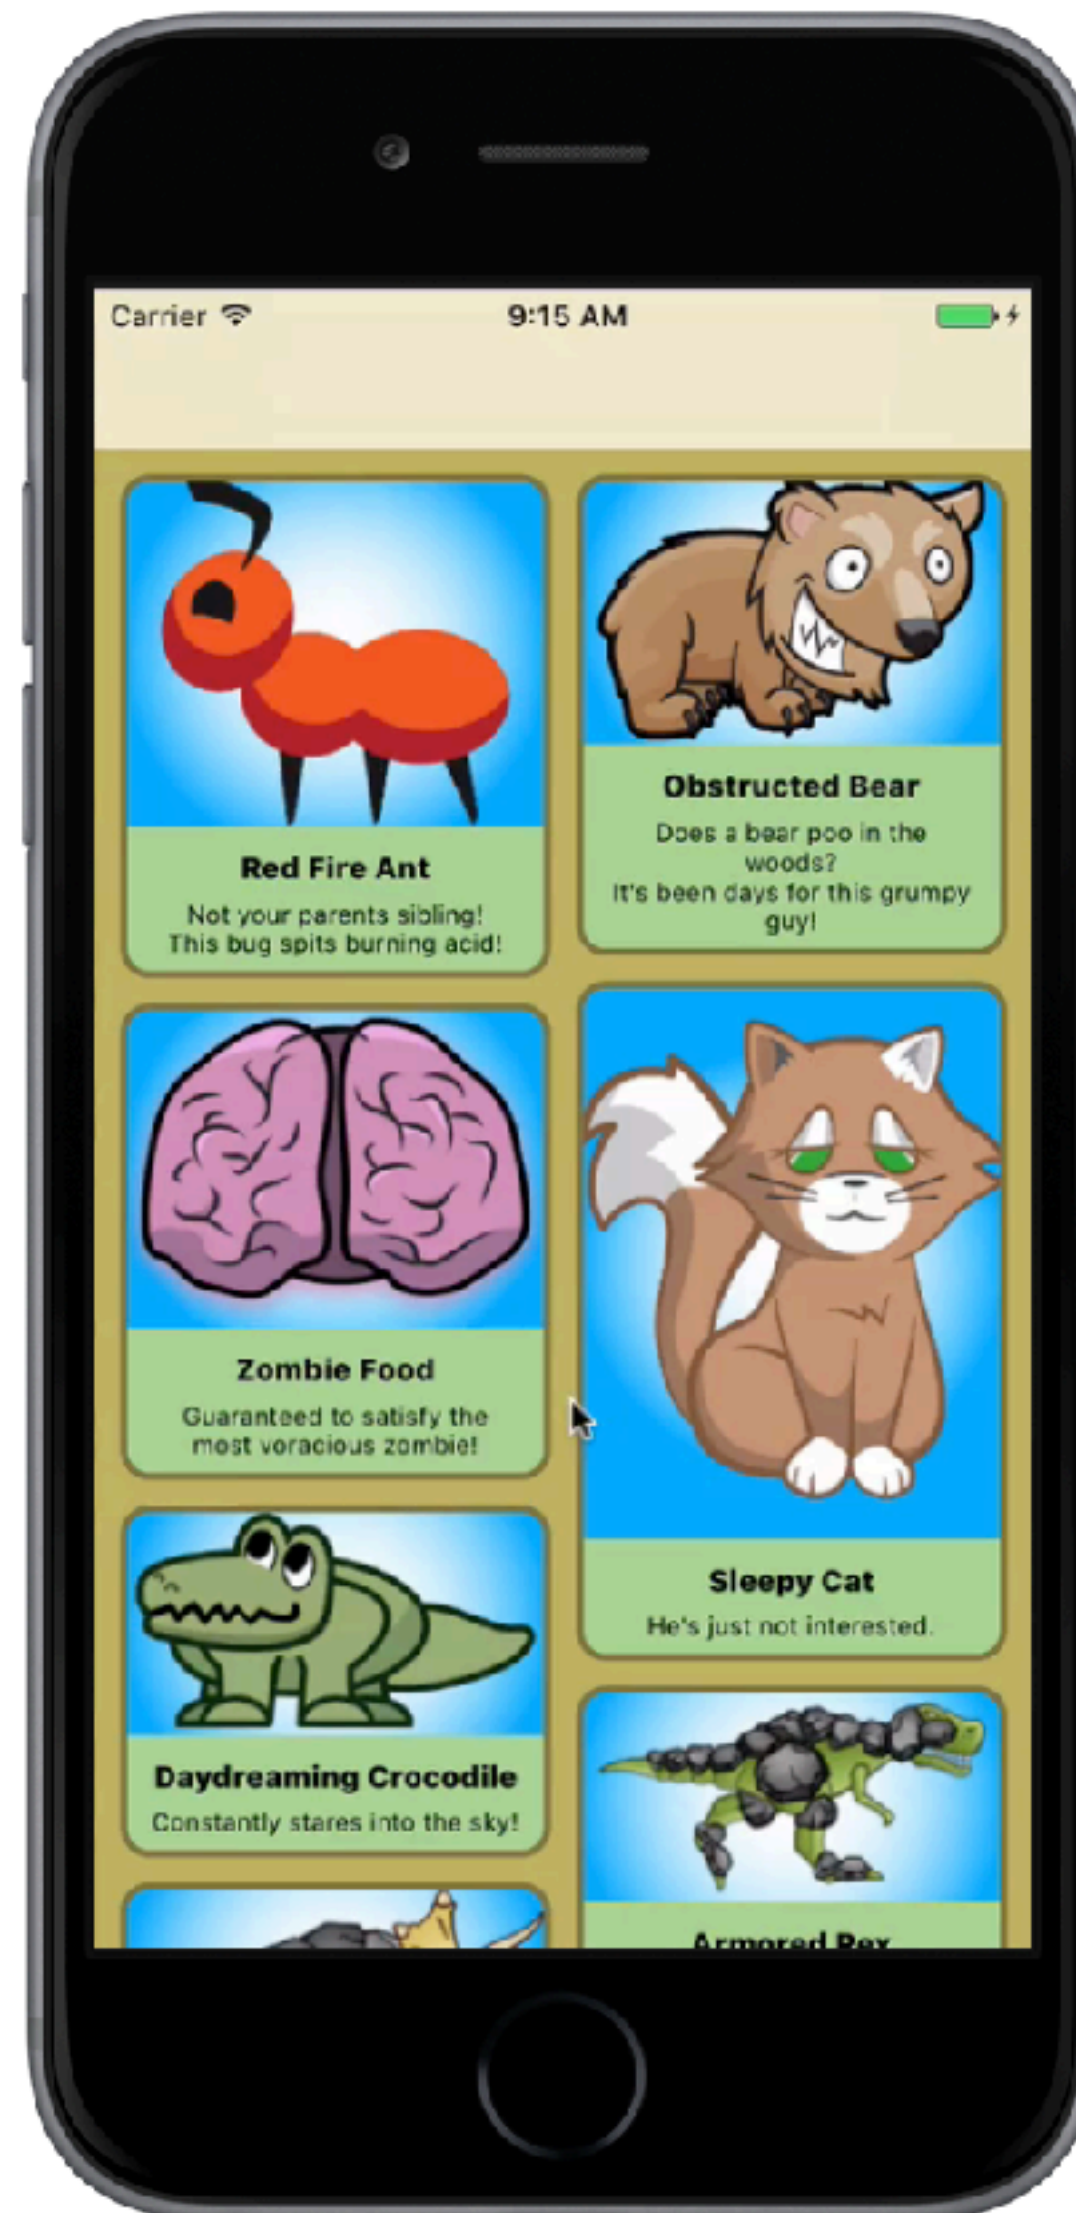 Carrier
9:15 AM
Red Fire Ant
Not your parents sibling!
This bug spits burning acid!
Obstructed Bear
Does a bear poo in the
woods?
It's been days for this grumpy
guy!
Zombie Food
Guaranteed to satisfy the
most voracious zombie!
Sleepy Cat
He's just not interested.
Daydreaming Crocodile
Constantly stares into the sky!
Armored Rex